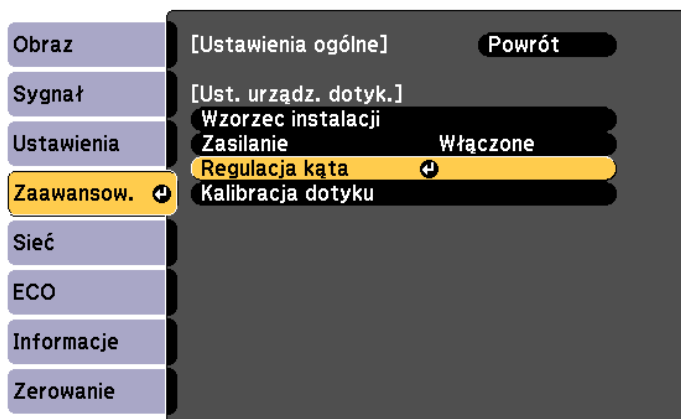 Obraz
Sygnał
Ustawienia
Zaawansow.
Sieć
ECO
Informacje
Zerowanie
[Ustawienia ogólne] Powrót
[Ust. urządz. dotyk.]
Wzorzec instalacji
Zasilanie Włączone
Regulacja kąta
Kalibracja dotyku